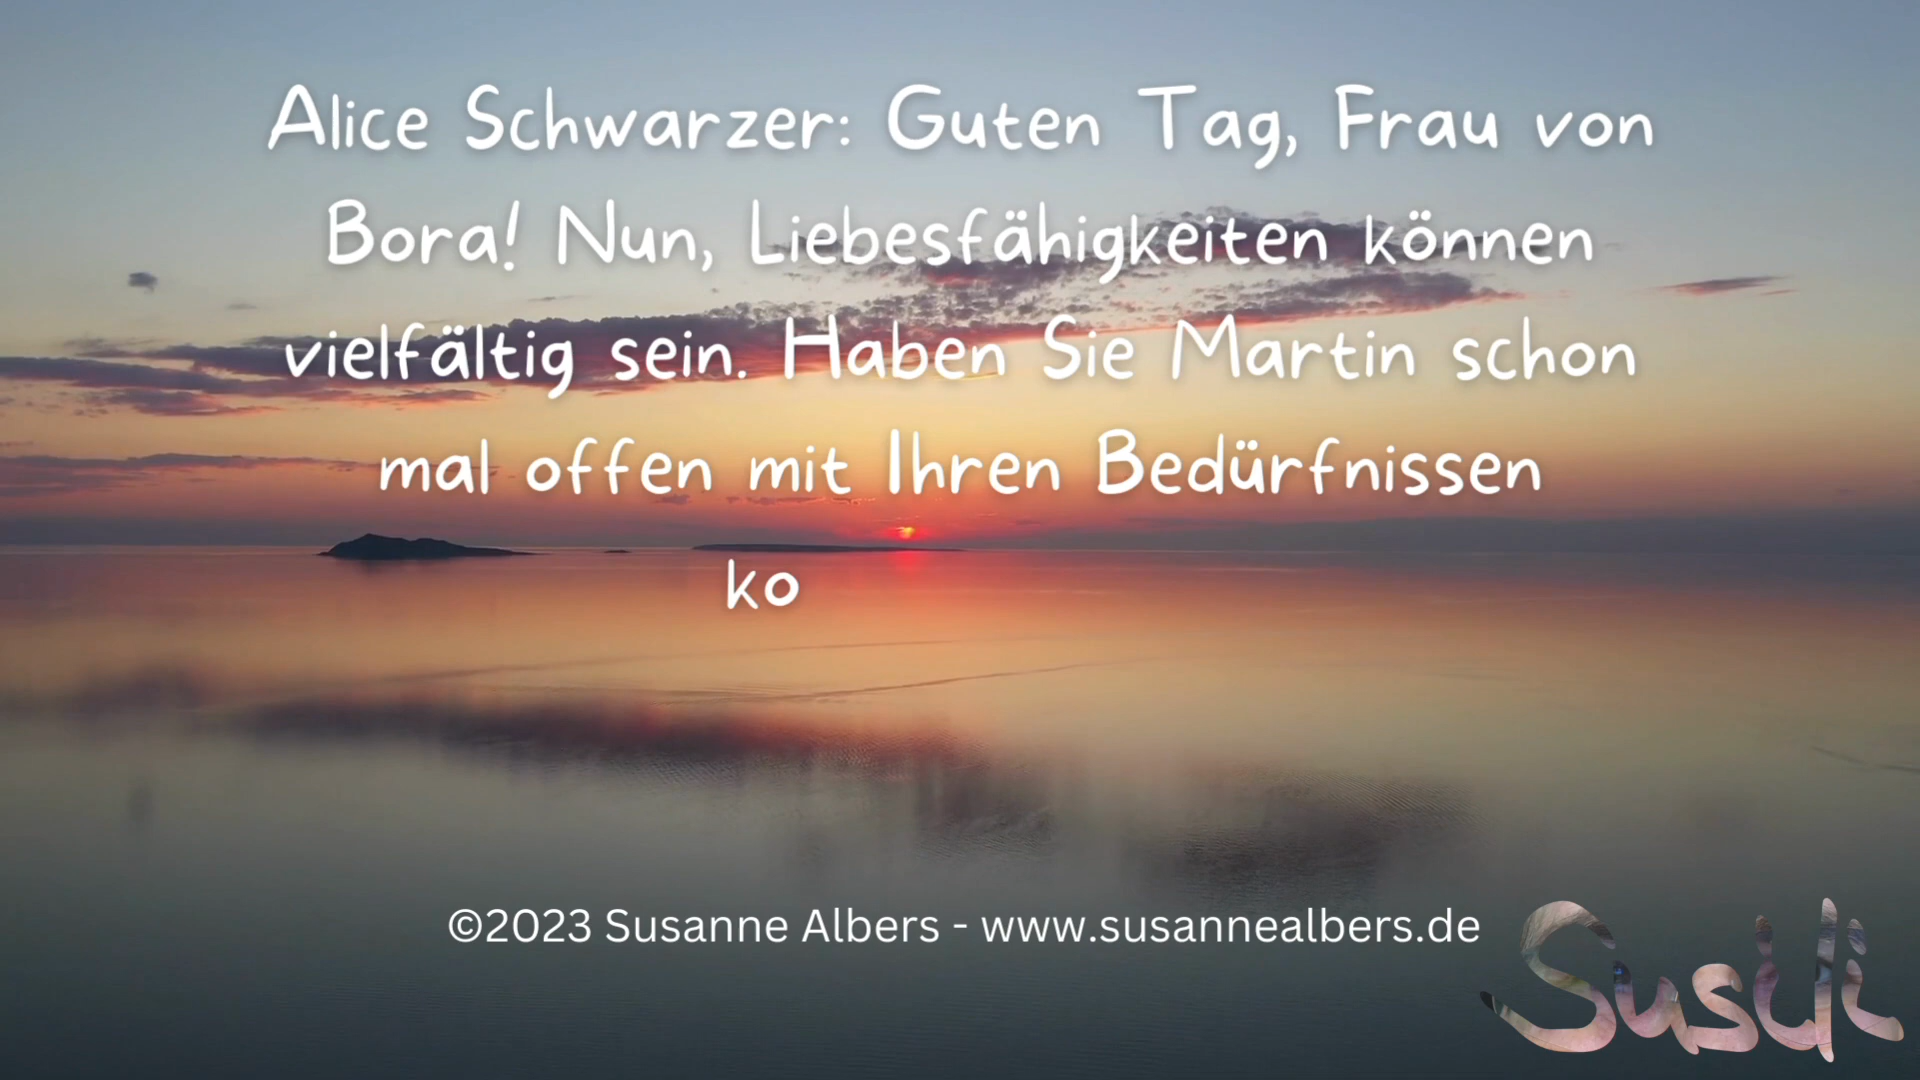 Alice Schwarzer: Guten Tag, Frau von
Bora! Nun, Liebesfähigkeiten können
vielfältig sein. Haben Sie Martin schon
mal offen mit Ihren Bedürfnissen
ko
©2023 Susanne Albers - www.susannealbers.de
Susili